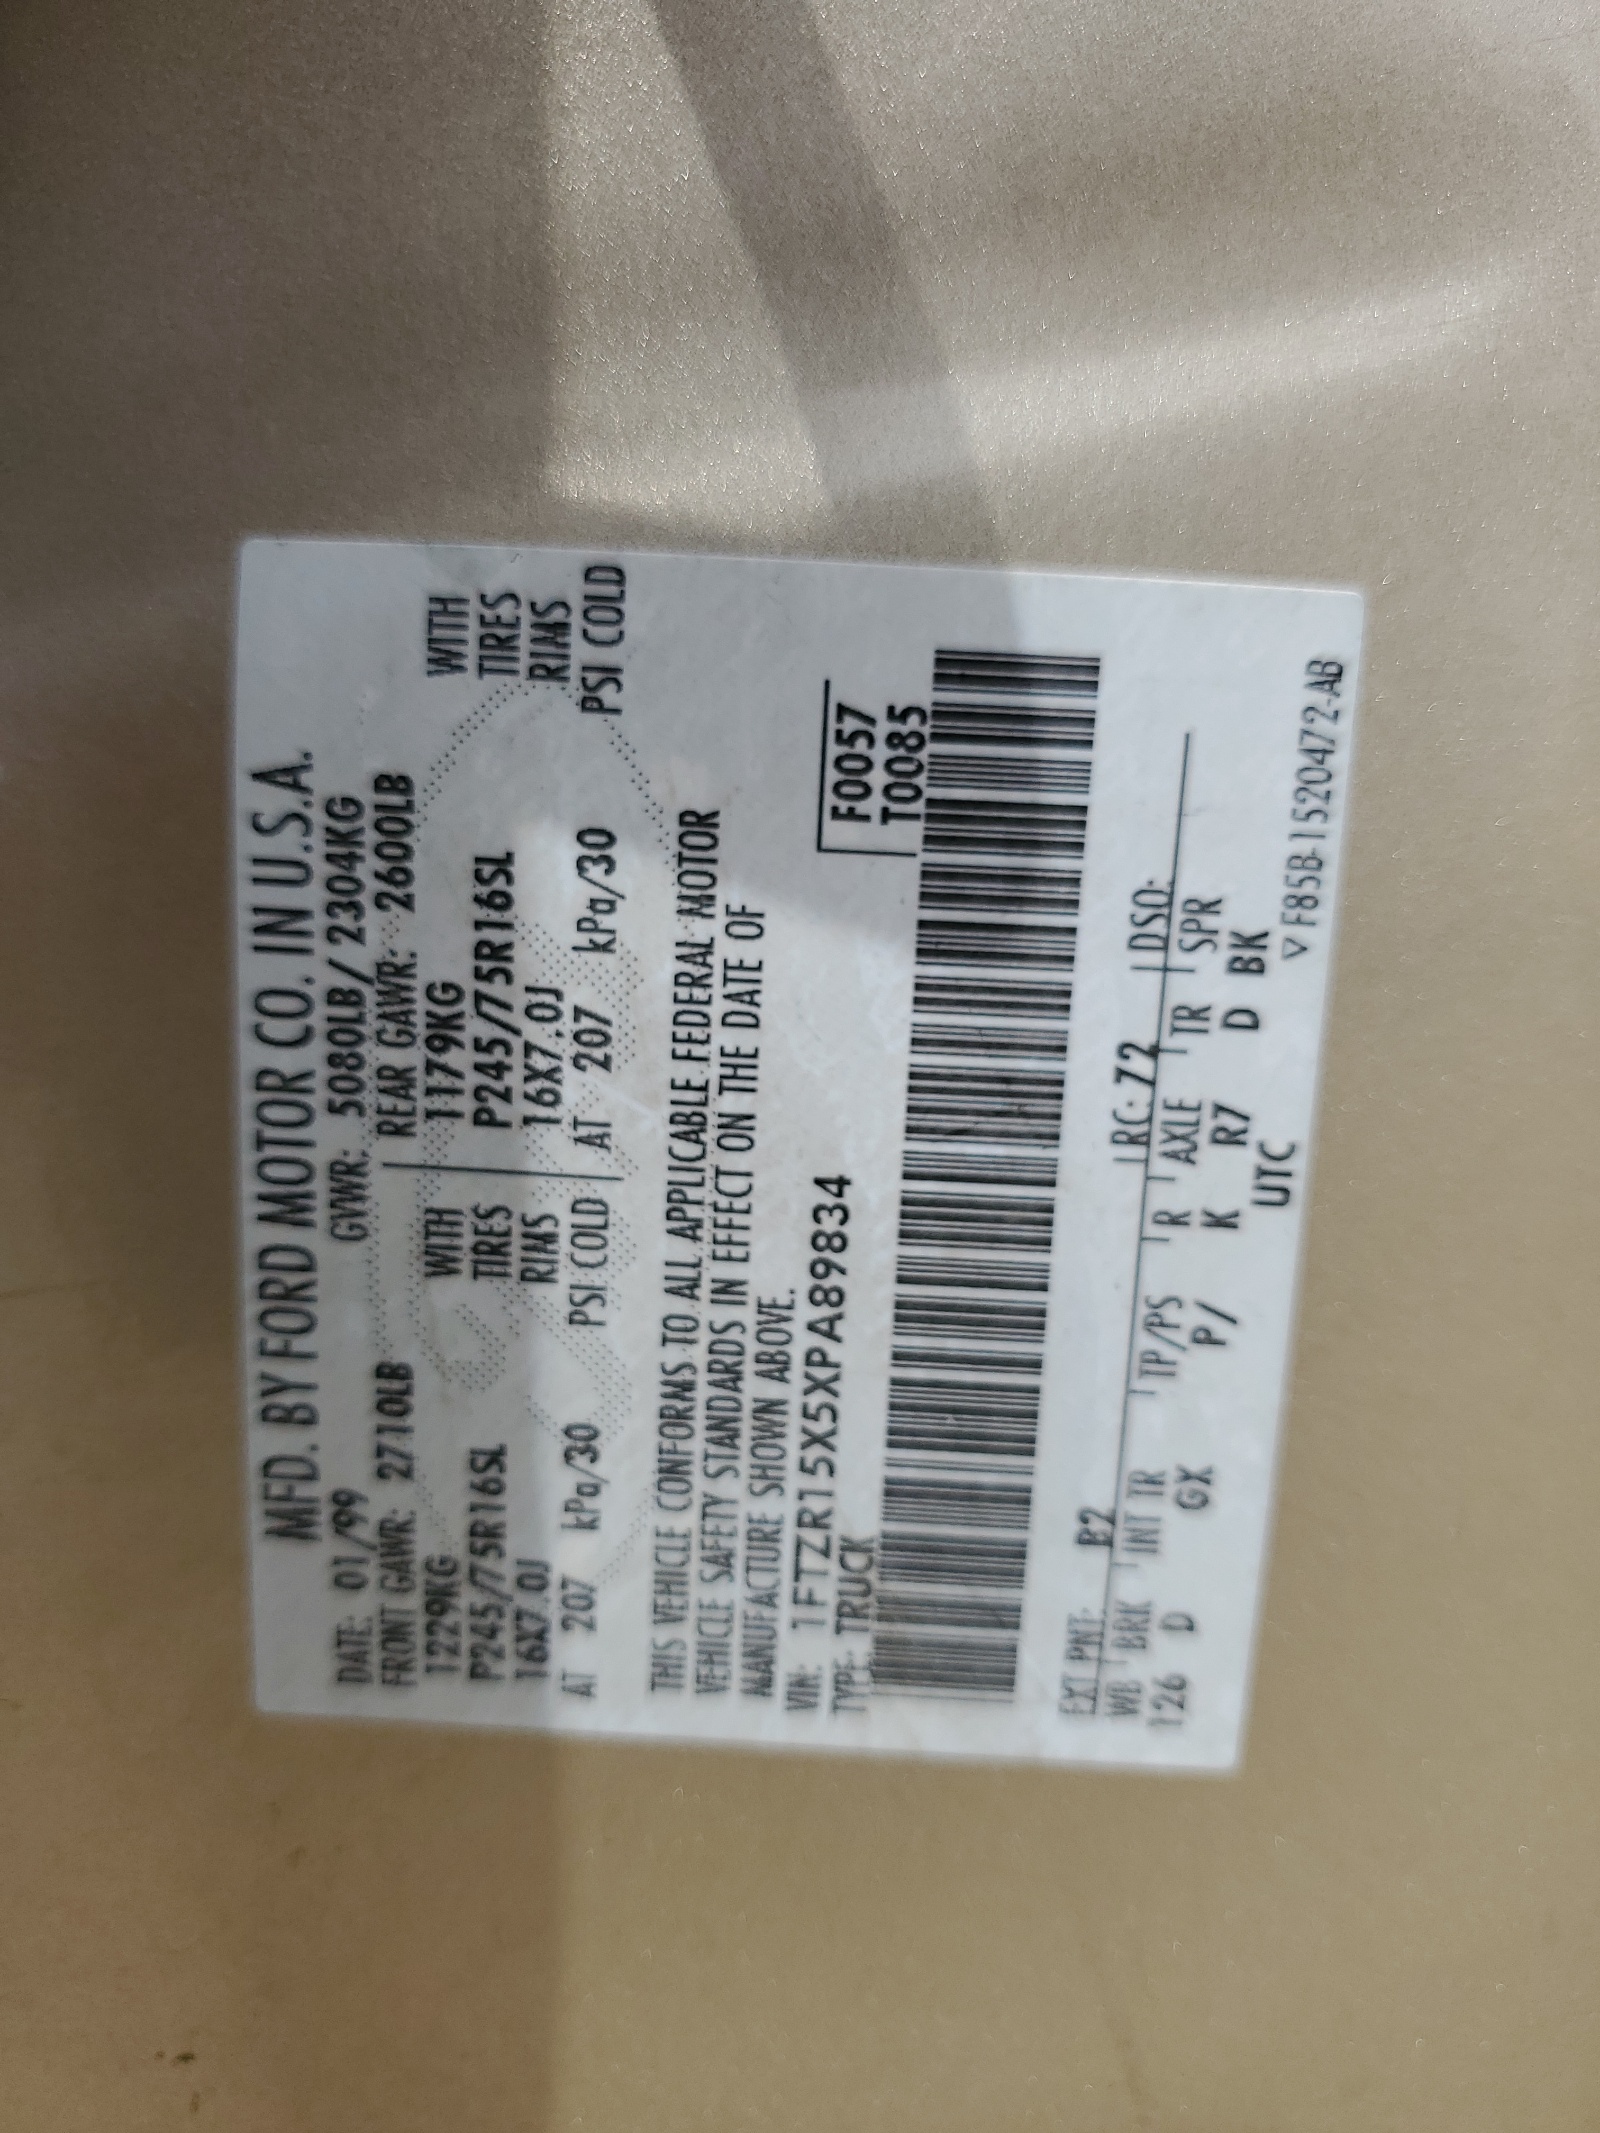 MFD. BY FORD MOTOR CO. IN U.S.A.
DATE: 01/99 GVWR: 5080LB/ 2304KG
FRONT GAWR: 2710LB REAR GAWR: 2600LB
1229KG WITH 1179KG WITH
P245/75R16SL TIRES P245/75R16SL TIRES
16X7.0J RIMS 16X7.0J RIMS
AT 207 kPa/30 PSI COLD AT 207 kPa/30 PSI COLD
THIS VEHICLE CONFORMS TO ALL APPLICABLE FEDERAL MOTOR
VEHICLE SAFETY STANDARDS IN EFFECT ON THE DATE OF
MANUFACTURE SHOWN ABOVE.
VIN: 1FTZR15X5XPA89834 F0057
TYPE: TRUCK T0085
EXT PNT: B2 RC: 72 DSO:
WB BRK INT TR TP/PS R AXLE TR SPR
126 D GX P/ K R7 D BK
UTC
▽ F85B-1520472-AB